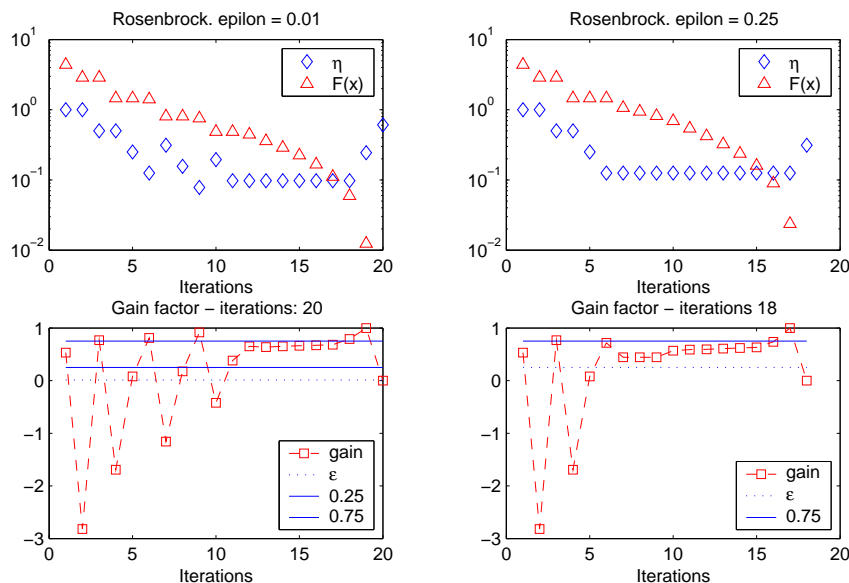 Rosenbrock. epilon = 0.01
10^1
10^0
10^-1
10^-2
η
F(x)
0
5
10
15
20
Iterations
Rosenbrock. epilon = 0.25
10^1
10^0
10^-1
10^-2
η
F(x)
0
5
10
15
20
Iterations
Gain factor − iterations: 20
1
0
−1
−2
−3
gain
ε
0.25
0.75
0
5
10
15
20
Iterations
Gain factor − iterations 18
1
0
−1
−2
−3
gain
ε
0.75
0
5
10
15
20
Iterations